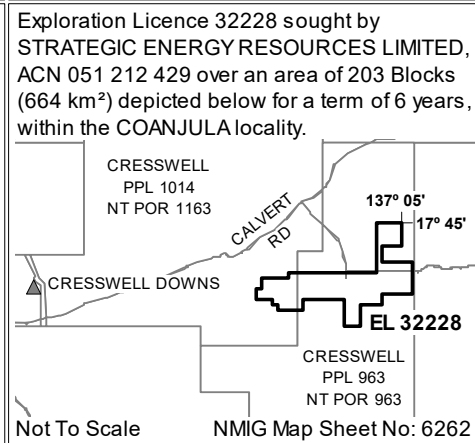 Exploration Licence 32228 sought by
STRATEGIC ENERGY RESOURCES LIMITED,
ACN 051 212 429 over an area of 203 Blocks
(664 km²) depicted below for a term of 6 years,
within the COANJULA locality.
CRESSWELL
PPL 1014
NT POR 1163
137° 05'
17° 45'
CALVERT
RD
CRESSWELL DOWNS
EL 32228
CRESSWELL
PPL 963
NT POR 963
Not To Scale
NMIG Map Sheet No: 6262